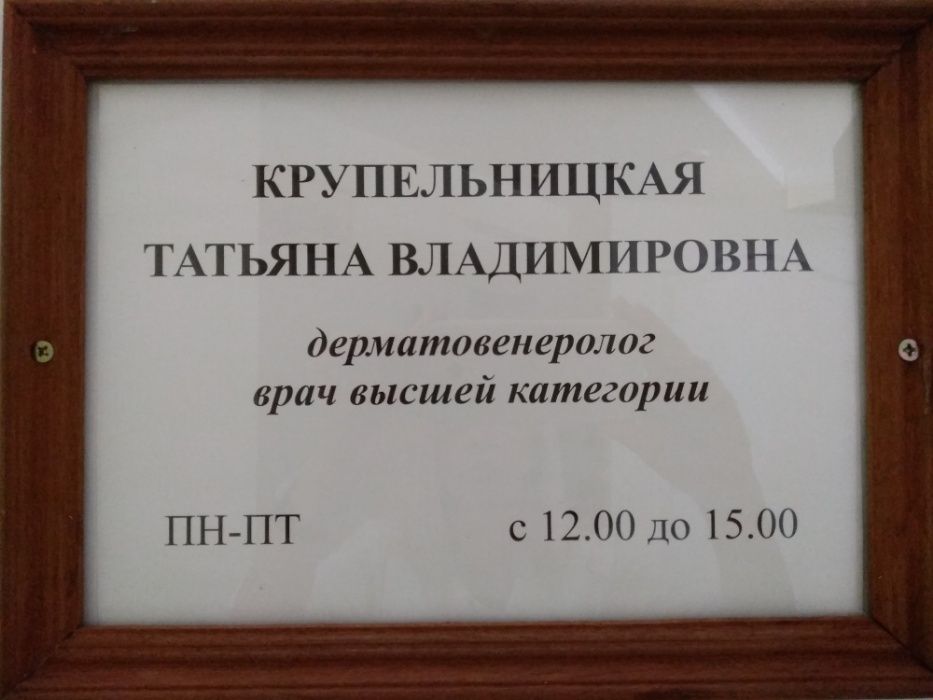 КРУПЕЛЬНИЦКАЯ
ТАТЬЯНА ВЛАДИМИРОВНА
дерматовенеролог
врач высшей категории
ПН-ПТ с 12.00 до 15.00